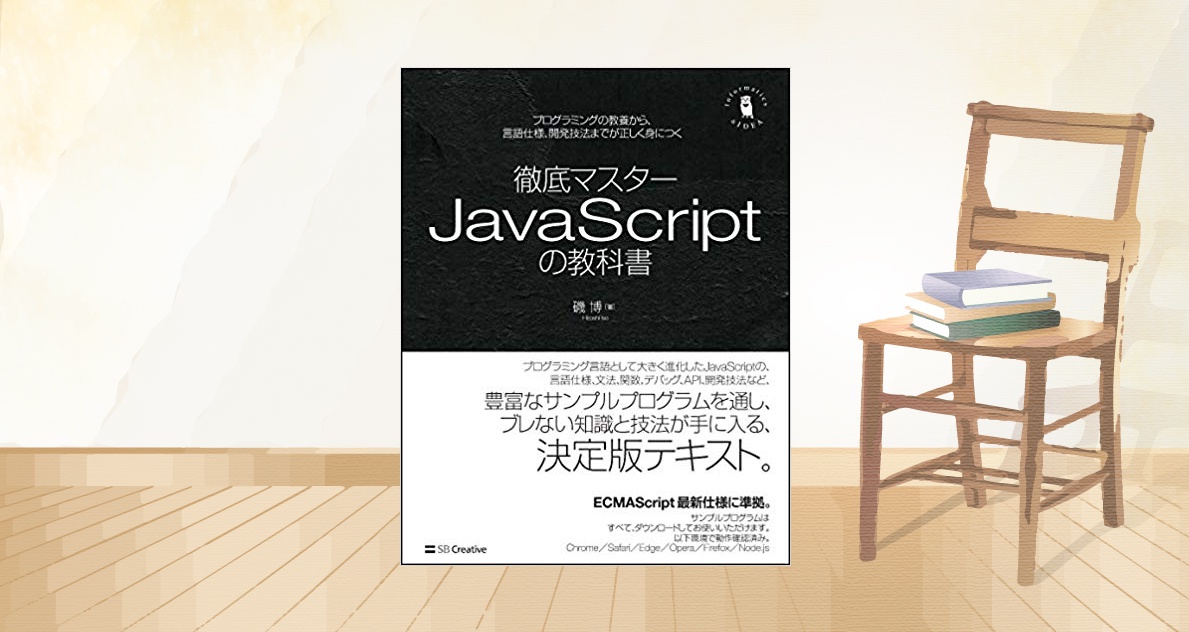 Informatics
&IDEA
プログラミングの教養から、
言語仕様、開発技法までが正しく身につく
徹底マスター
JavaScript
の教科書
磯 博(著)
Hiroshi Iso
プログラミング言語として大きく進化したJavaScriptの、
言語仕様、文法、関数、デバッグ、API、開発技法など、
豊富なサンプルプログラムを通し、
ブレない知識と技法が手に入る、
決定版テキスト。
ECMAScript 最新仕様に準拠。
サンプルプログラムは
すべて、ダウンロードしてお使いいただけます。
以下環境で動作確認済み。
Chrome/Safari/Edge/Opera/Firefox/Node.js
SB Creative